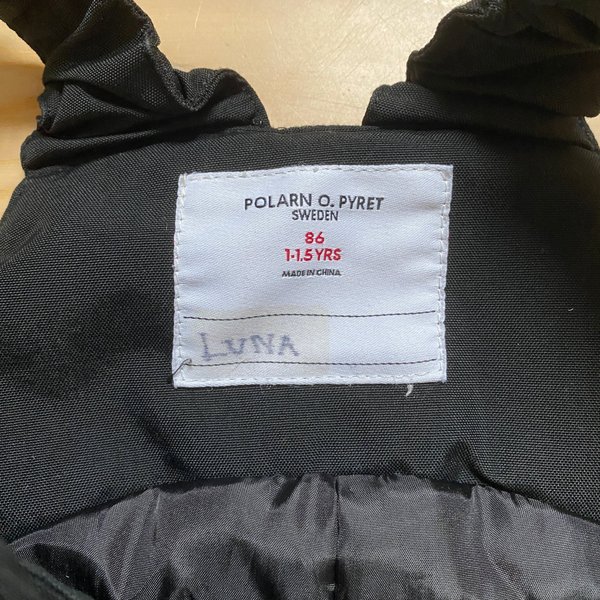 POLARN O. PYRET
SWEDEN
86
1-1.5 YRS
MADE IN CHINA
LUNA